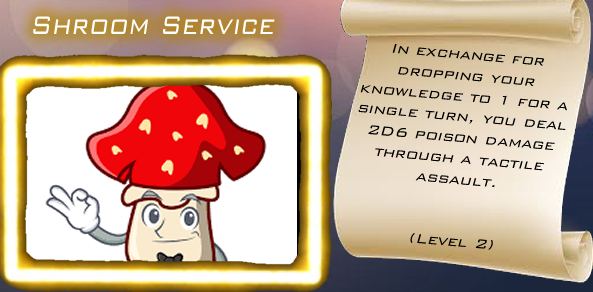 Shroom Service
In exchange for
dropping your
knowledge to 1 for a
single turn, you deal
2D6 poison damage
through a tactile
assault.
(Level 2)